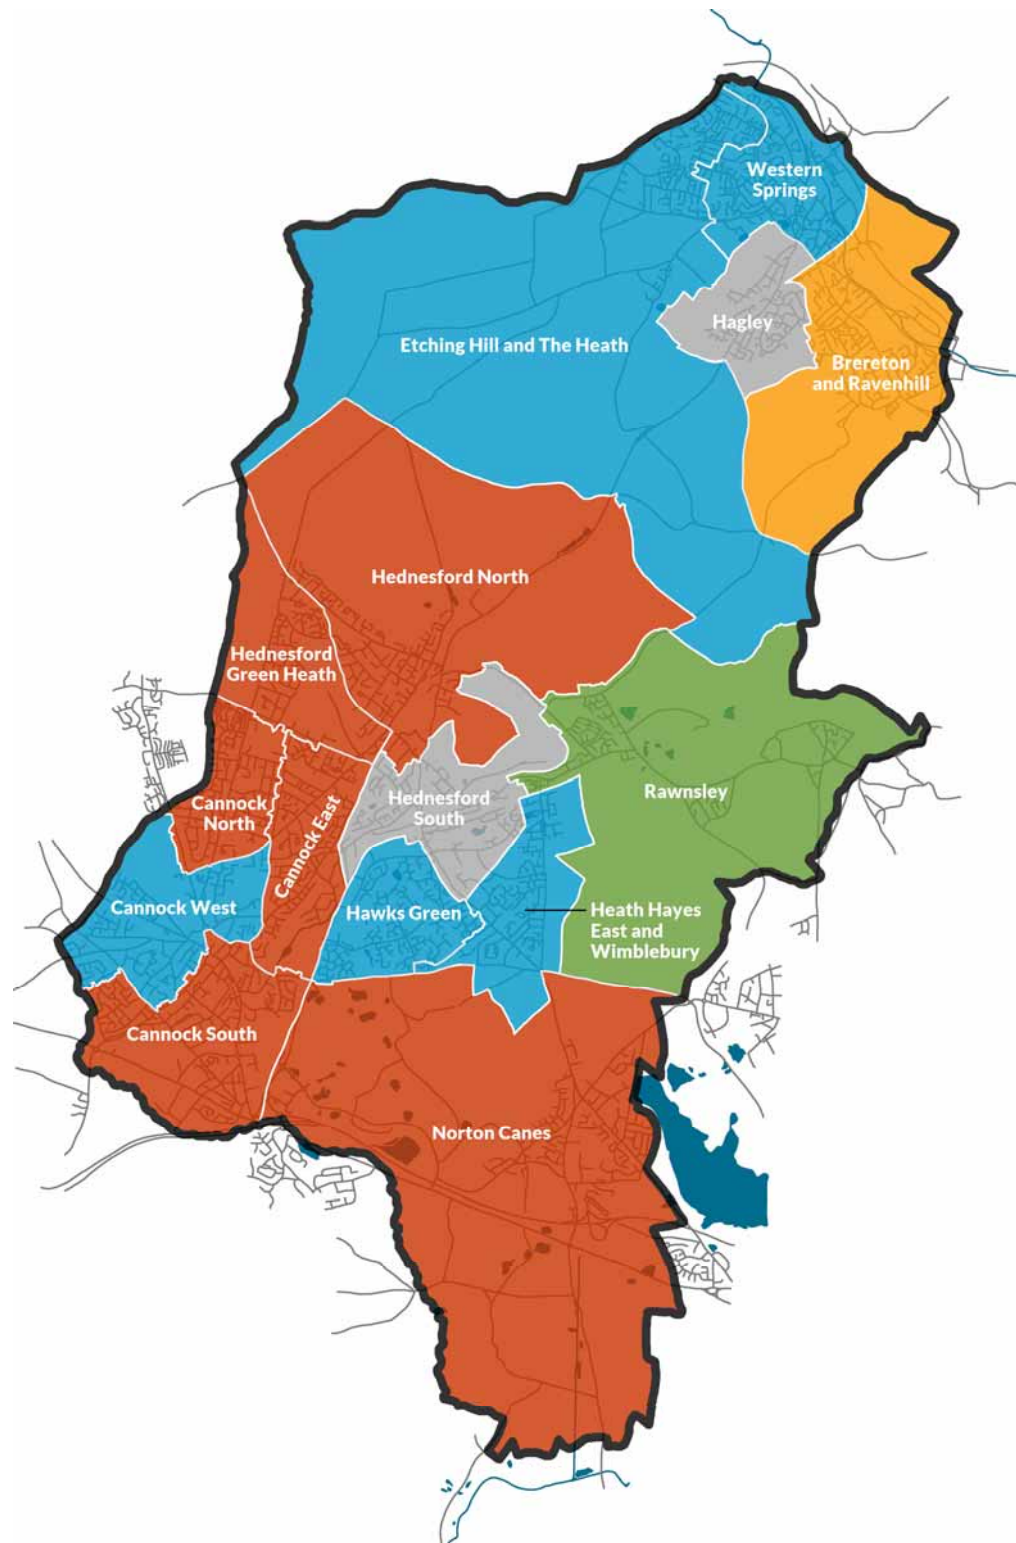 Western
Springs
Hagley
Etching Hill and The Heath
Brereton
and Ravenhill
Hednesford North
Hednesford
Green Heath
Rawnsley
Hednesford
South
Cannock
North
Cannock East
Cannock West
Hawks Green
Heath Hayes
East and
Wimblebury
Cannock South
Norton Canes